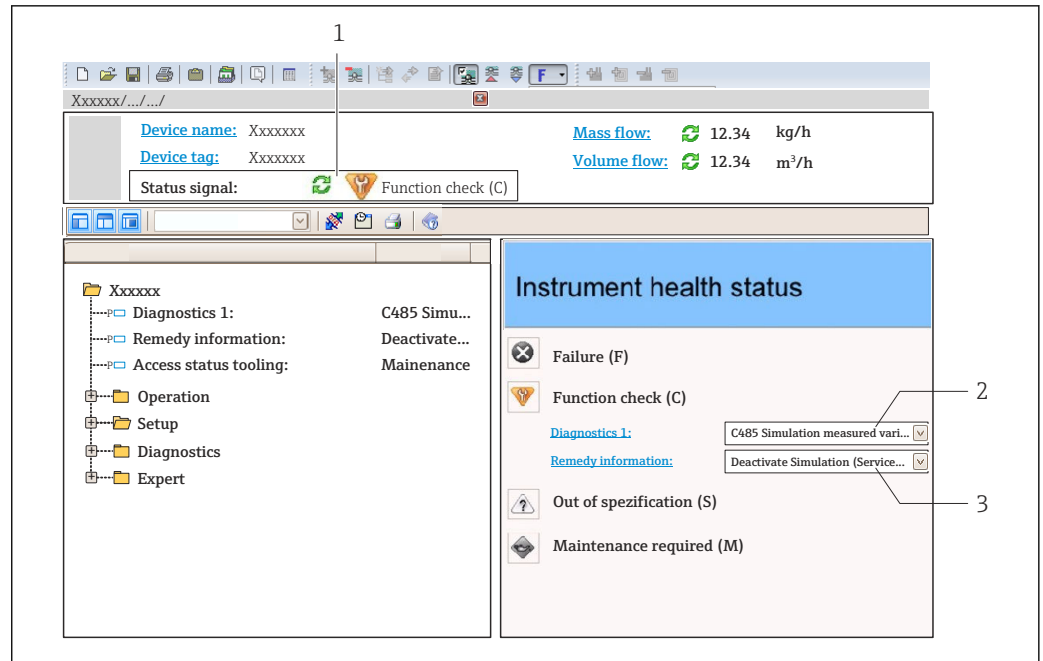 1
F
Xxxxxx/.../.../
Device name: Xxxxxxx
Mass flow: 12.34 kg/h
Device tag: Xxxxxxx
Volume flow: 12.34 m³/h
Status signal: Function check (C)
Instrument health status
Xxxxxx
Diagnostics 1: C485 Simu...
Remedy information: Deactivate...
Access status tooling: Mainenance
Operation
Setup
Diagnostics
Expert
Failure (F)
Function check (C)
2
Diagnostics 1: C485 Simulation measured vari...
Remedy information: Deactivate Simulation (Service...
Out of spezification (S)
3
Maintenance required (M)